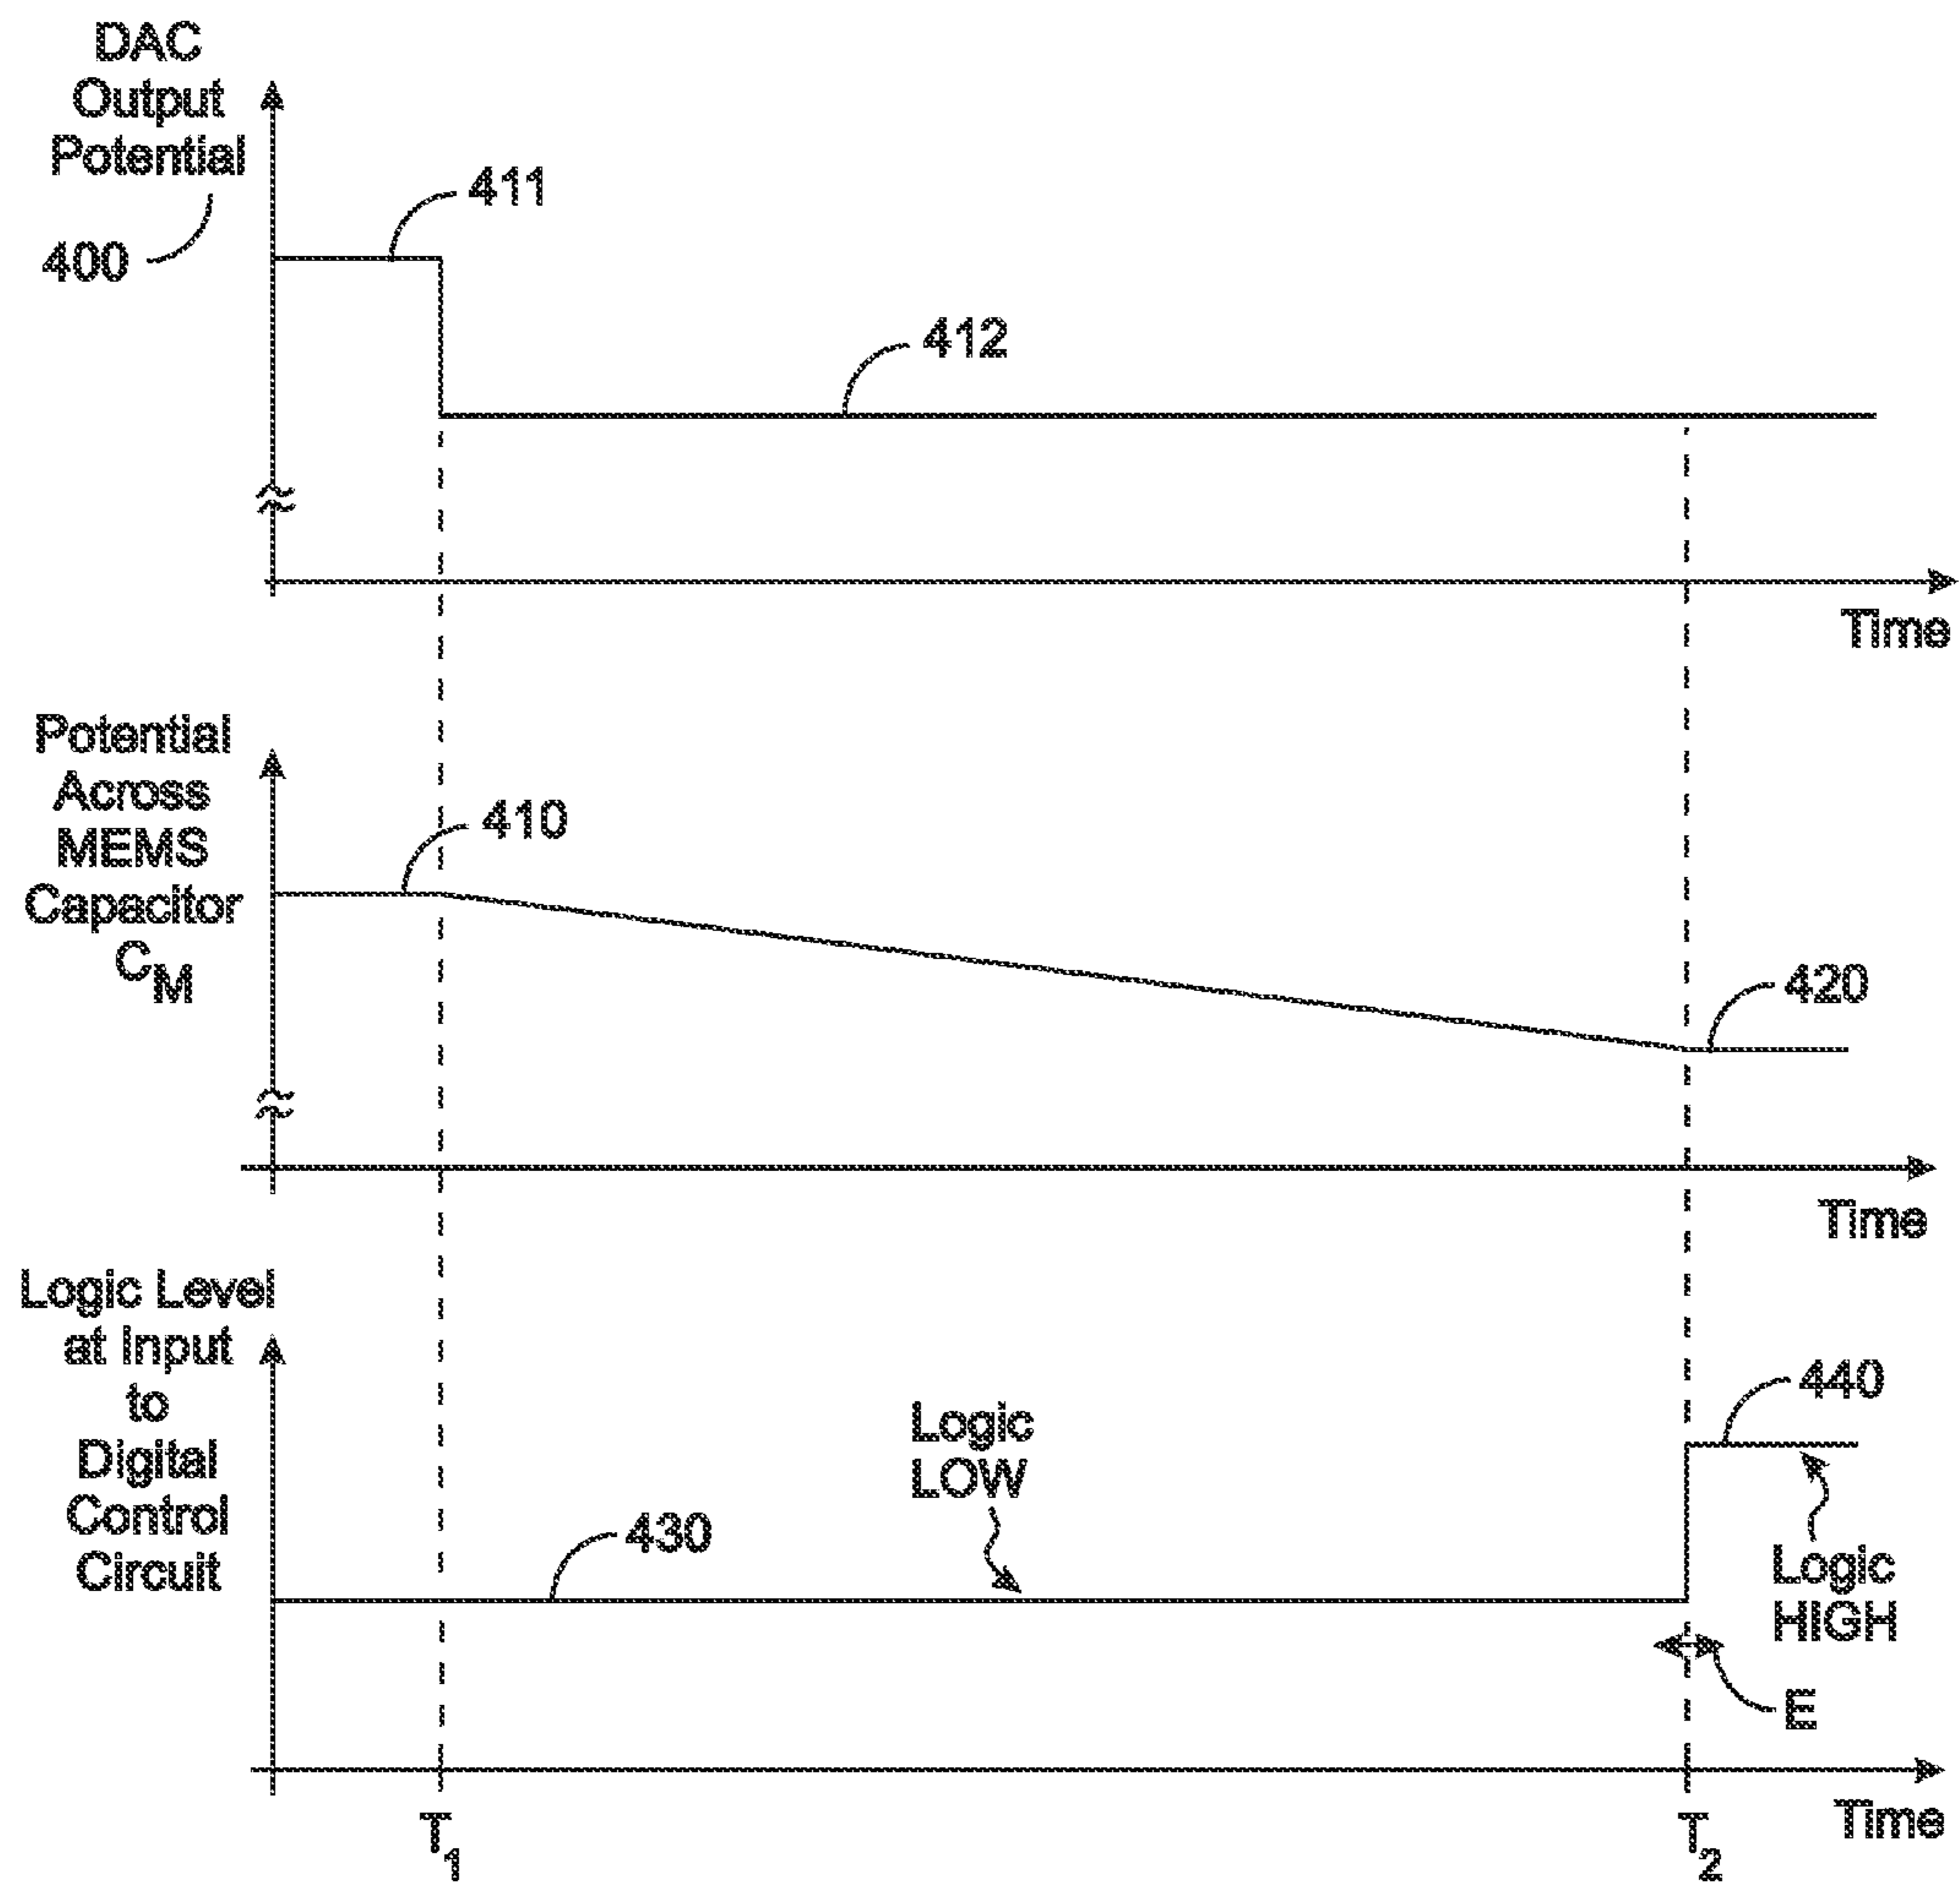 DAC
Output
Potential
400
411
412
Time
Potential
Across
MEMS
Capacitor
CM
410
420
Time
Logic Level
at Input
to
Digital
Control
Circuit
430
Logic
LOW
440
Logic
HIGH
E
Time
T1
T2